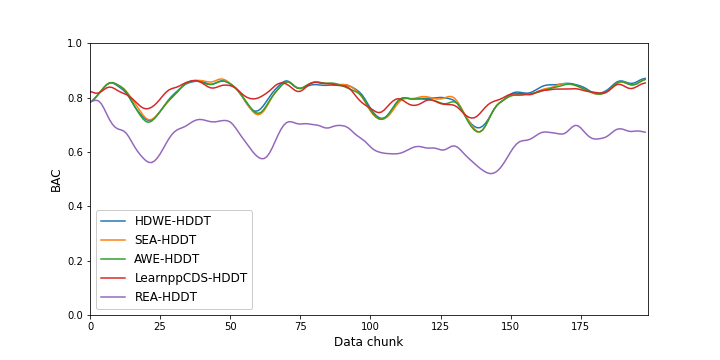 1.0
0.8
0.6
0.4
0.2
0.0
BAC
0 25 50 75 100 125 150 175
Data chunk
HDWE-HDDT
SEA-HDDT
AWE-HDDT
LearnppCDS-HDDT
REA-HDDT